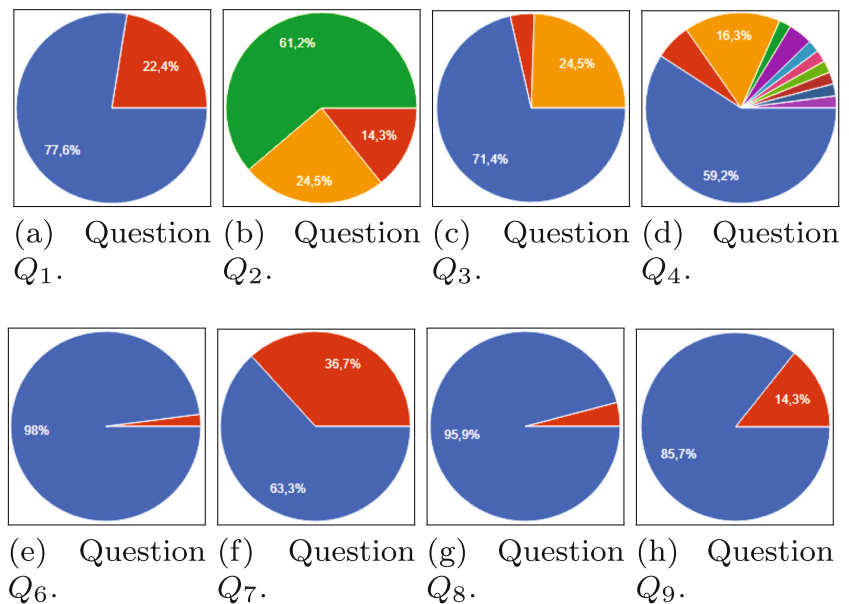 22,4%
77,6%
61,2%
14,3%
24,5%
24,5%
71,4%
16,3%
59,2%
(a) Question
Q1.
(b) Question
Q2.
(c) Question
Q3.
(d) Question
Q4.
98%
36,7%
63,3%
95,9%
14,3%
85,7%
(e) Question
Q6.
(f) Question
Q7.
(g) Question
Q8.
(h) Question
Q9.